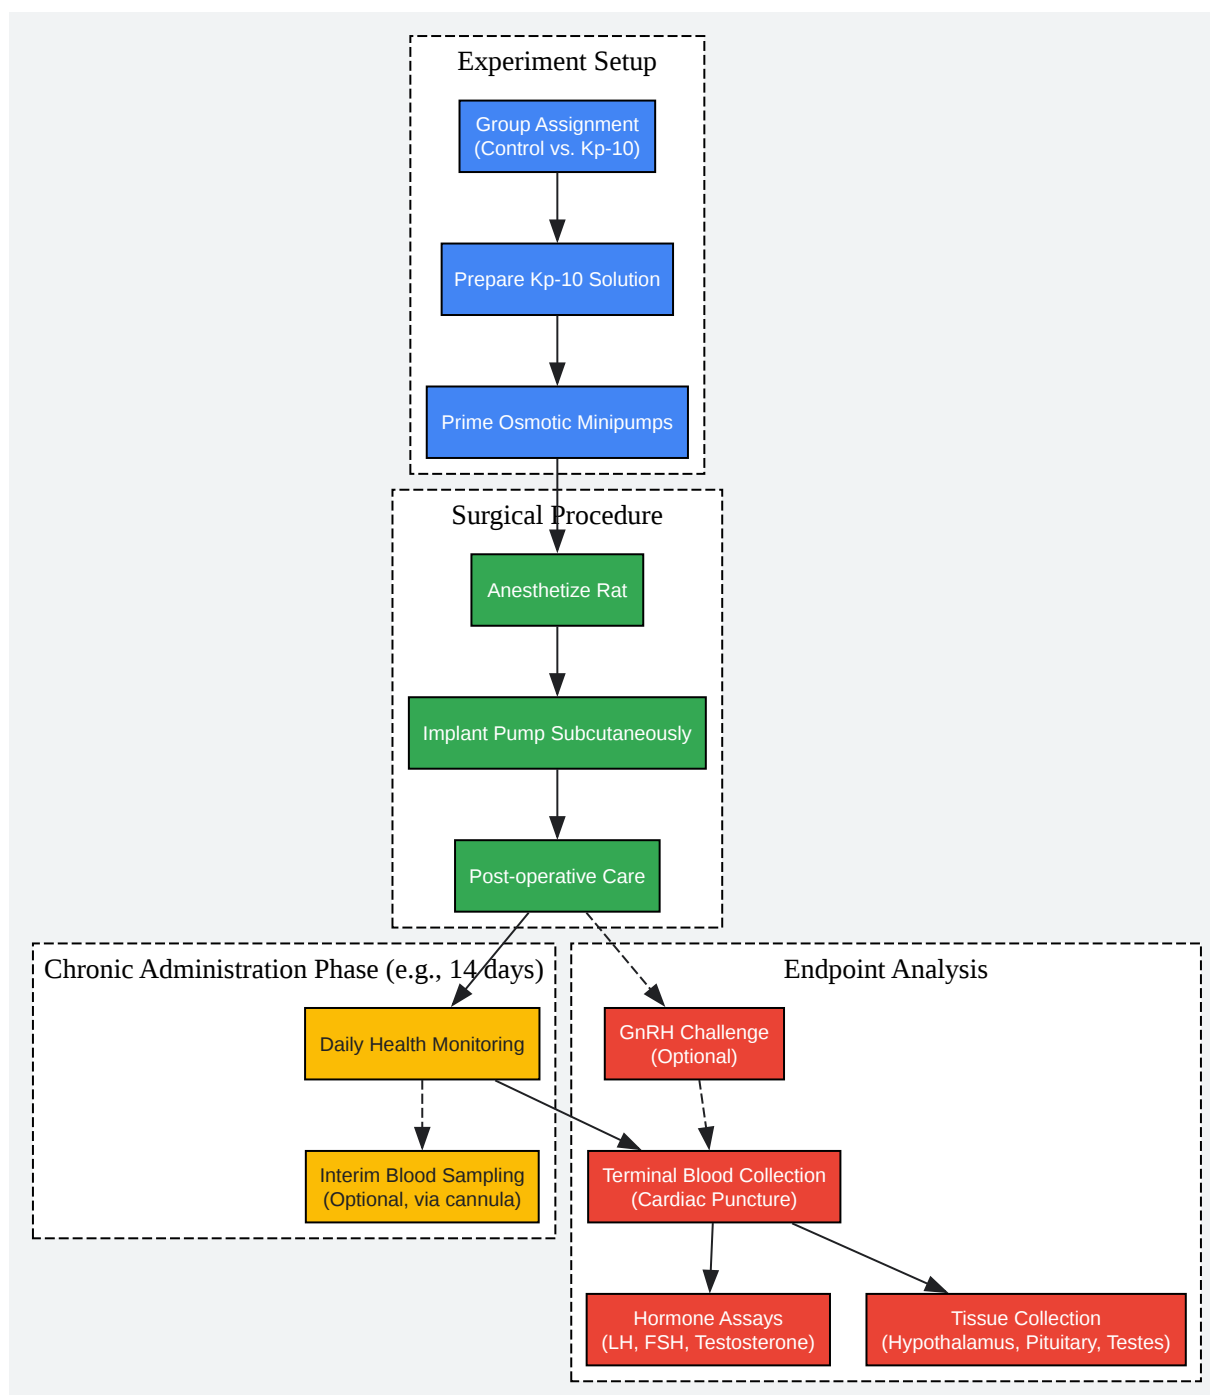 Experiment Setup
Group Assignment
(Control vs. Kp-10)
Prepare Kp-10 Solution
Prime Osmotic Minipumps
Surgical Procedure
Anesthetize Rat
Implant Pump Subcutaneously
Post-operative Care
Chronic Administration Phase (e.g., 14 days)
Daily Health Monitoring
Interim Blood Sampling
(Optional, via cannula)
Endpoint Analysis
GnRH Challenge
(Optional)
Terminal Blood Collection
(Cardiac Puncture)
Hormone Assays
(LH, FSH, Testosterone)
Tissue Collection
(Hypothalamus, Pituitary, Testes)